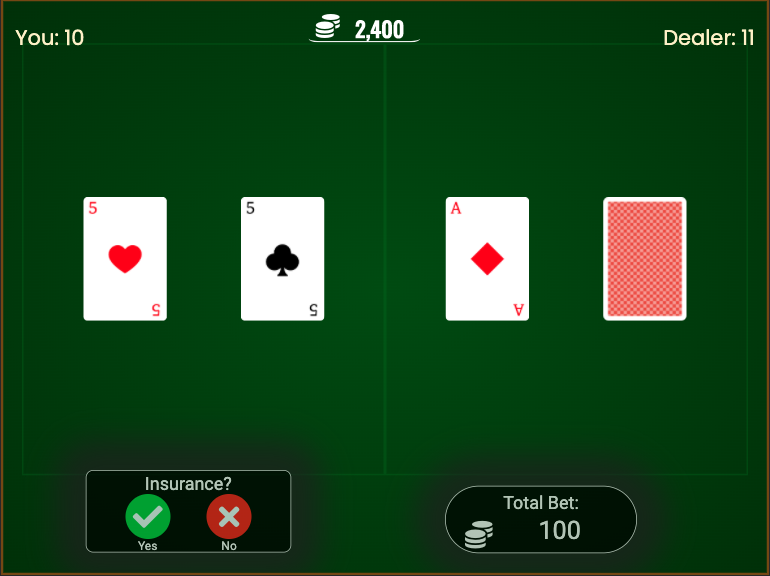 You: 10
2,400
Dealer: 11
5
5
5
5
A
A
Insurance?
Yes
No
Total Bet:
100